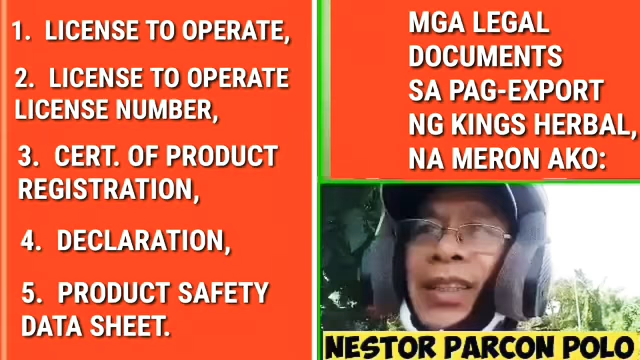 1. LICENSE TO OPERATE,
2. LICENSE TO OPERATE
LICENSE NUMBER,
3. CERT. OF PRODUCT
REGISTRATION,
4. DECLARATION,
5. PRODUCT SAFETY
DATA SHEET.
MGA LEGAL
DOCUMENTS
SA PAG-EXPORT
NG KINGS HERBAL,
NA MERON AKO:
NESTOR PARCON POLO